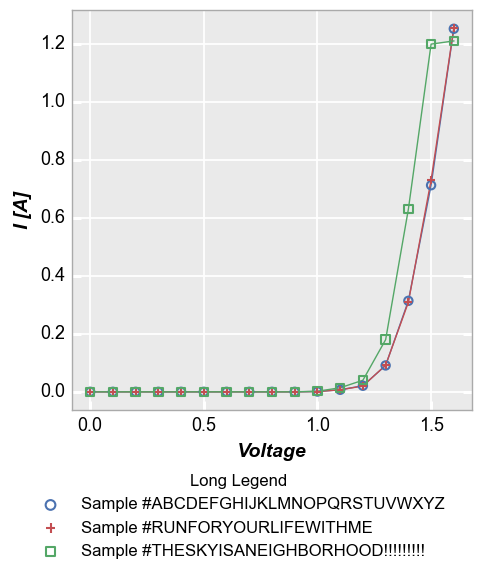 1.2
1.0
0.8
0.6
0.4
0.2
0.0
I [A]
0.0 0.5 1.0 1.5
Voltage
Long Legend
Sample #ABCDEFGHIJKLMNOPQRSTUVWXYZ
Sample #RUNFORYOURLIFEWITHME
Sample #THESKYISANEIGHBORHOOD!!!!!!!!!